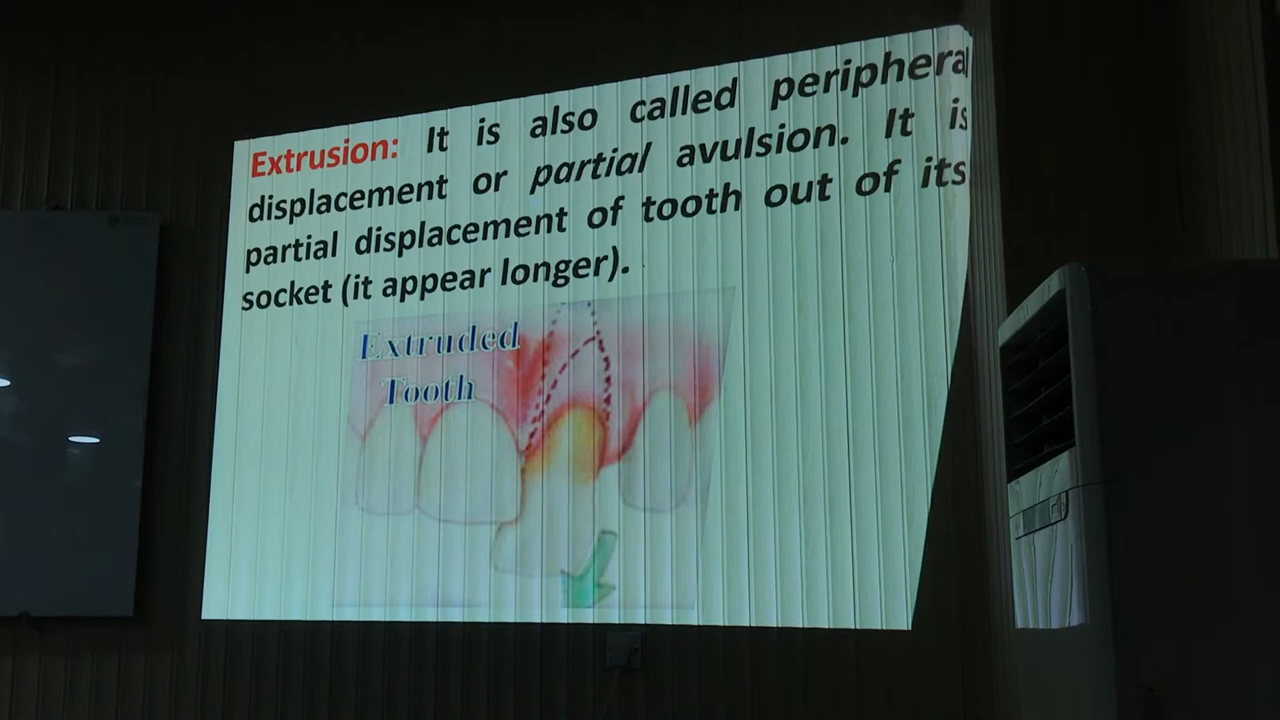 Extrusion: It is also called periphera
displacement or partial avulsion. It is
partial displacement of tooth out of its
socket (it appear longer).
Extruded
Tooth